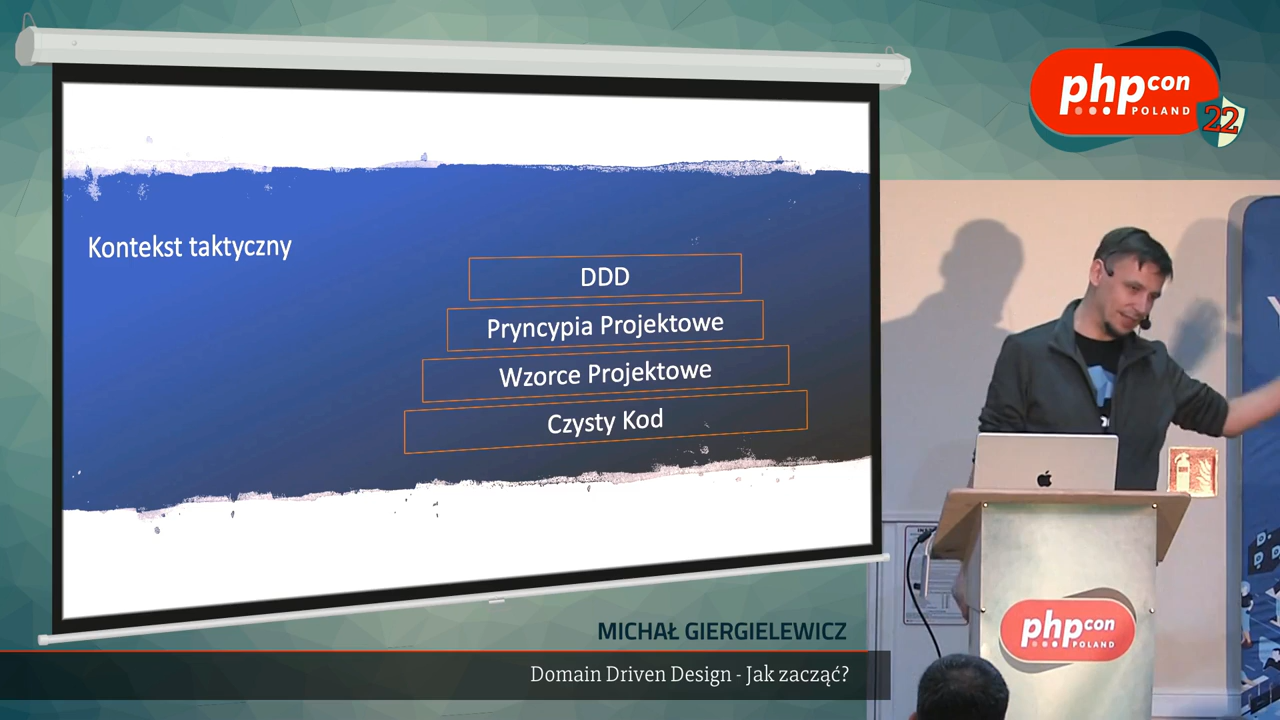 php con
POLAND
22
Kontekst taktyczny
DDD
Pryncypia Projektowe
Wzorce Projektowe
Czysty Kod
php con
POLAND
MICHAŁ GIERGIELEWICZ
Domain Driven Design - Jak zacząć?